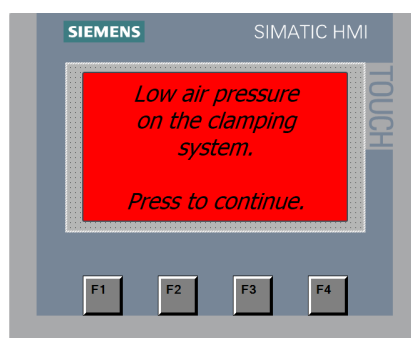 SIEMENS
SIMATIC HMI
TOUCH
Low air pressure
on the clamping
system.
Press to continue.
F1
F2
F3
F4